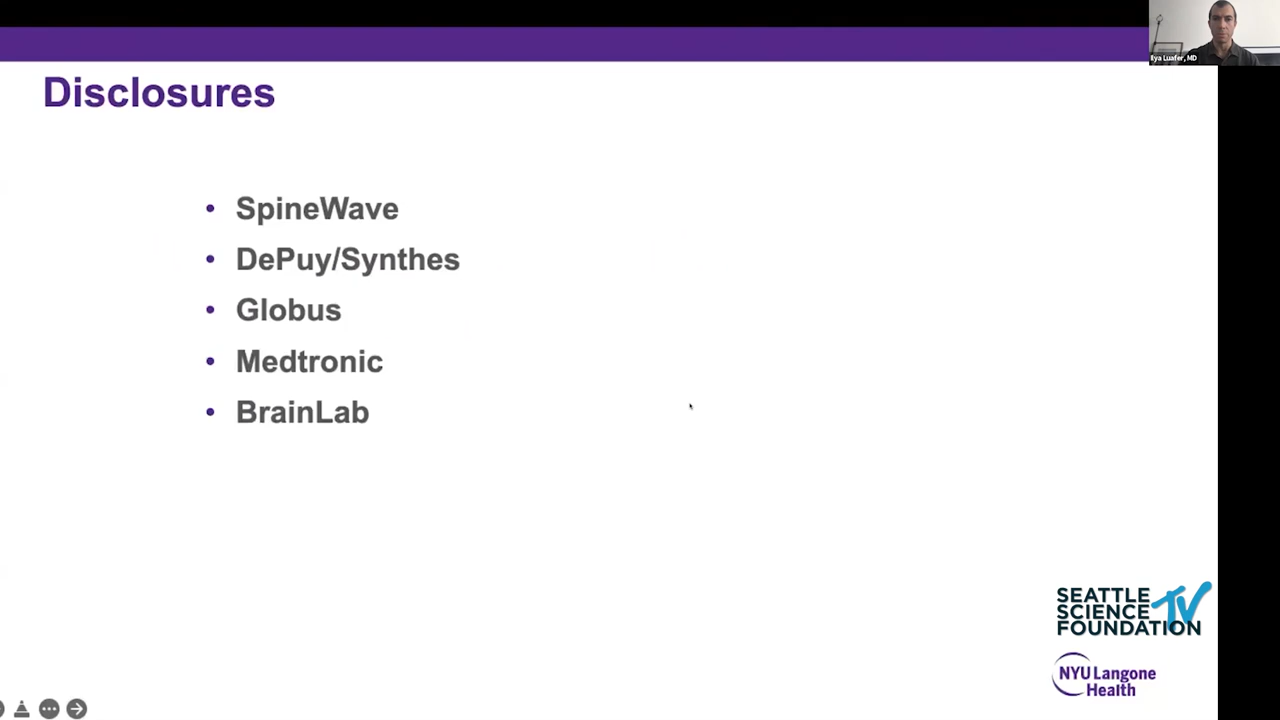 Ilya Laufer, MD
Disclosures
• SpineWave
• DePuy/Synthes
• Globus
• Medtronic
• BrainLab
SEATTLE
SCIENCE TV
FOUNDATION
NYU Langone
Health